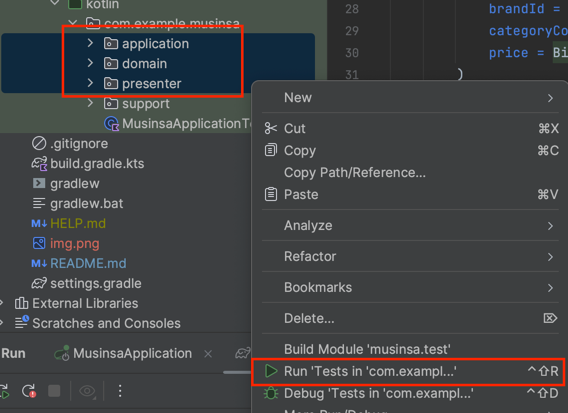 kotlin
com.example.musinsa
application
domain
presenter
support
MusinsaApplicationTe
.gitignore
build.gradle.kts
gradlew
gradlew.bat
M↓ HELP.md
img.png
M↓ README.md
settings.gradle
External Libraries
Scratches and Consoles
Run
MusinsaApplication ×
28 brandId =
29 categoryCo
30 price = Bi
31 )
New
Cut ⌘X
Copy ⌘C
Copy Path/Reference...
Paste ⌘V
Analyze
Refactor
Bookmarks
Delete... ⌦
Build Module 'musinsa.test'
Run 'Tests in 'com.exampl...' ⌃⇧R
Debug 'Tests in 'com.exampl...' ⌃⇧D
More Run/Debug